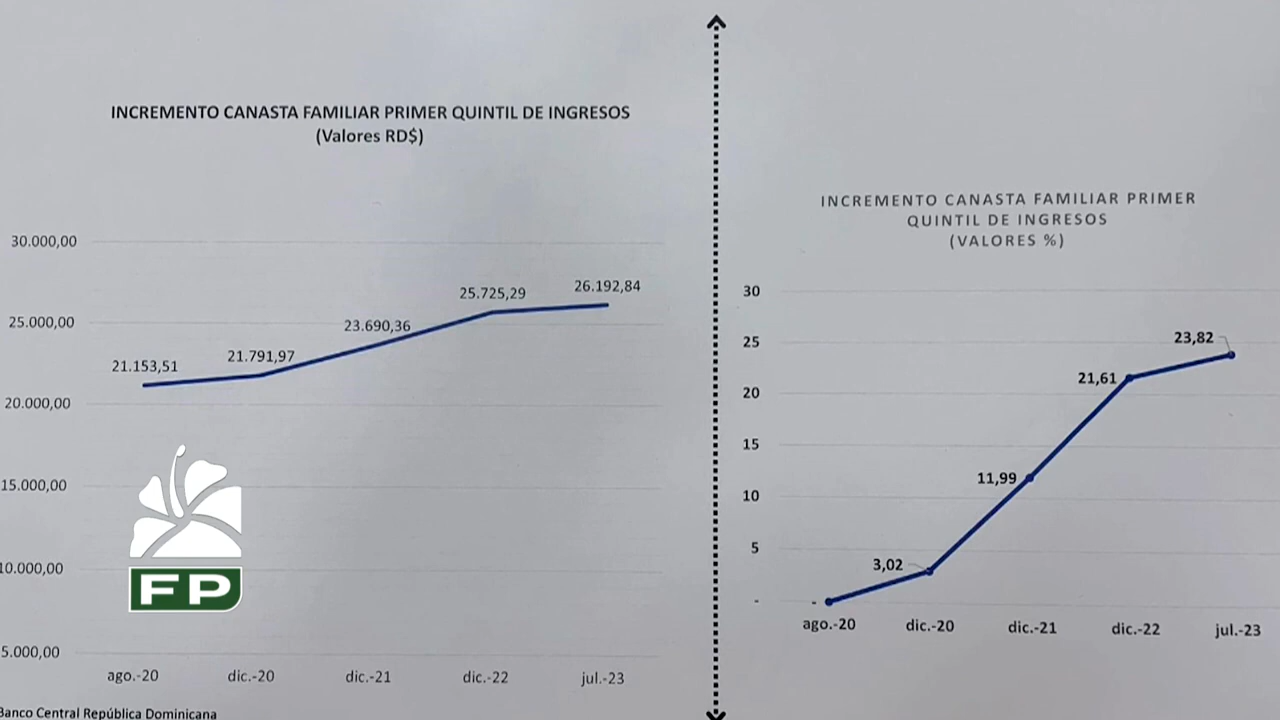 INCREMENTO CANASTA FAMILIAR PRIMER QUINTIL DE INGRESOS
(Valores RD$)
30.000,00
25.000,00
20.000,00
15.000,00
10.000,00
5.000,00
21.153,51
21.791,97
23.690,36
25.725,29
26.192,84
ago.-20
dic.-20
dic.-21
dic.-22
jul.-23
FP
Banco Central República Dominicana
INCREMENTO CANASTA FAMILIAR PRIMER
QUINTIL DE INGRESOS
(VALORES %)
30
25
20
15
10
5
-
-
3,02
11,99
21,61
23,82
ago.-20
dic.-20
dic.-21
dic.-22
jul.-23